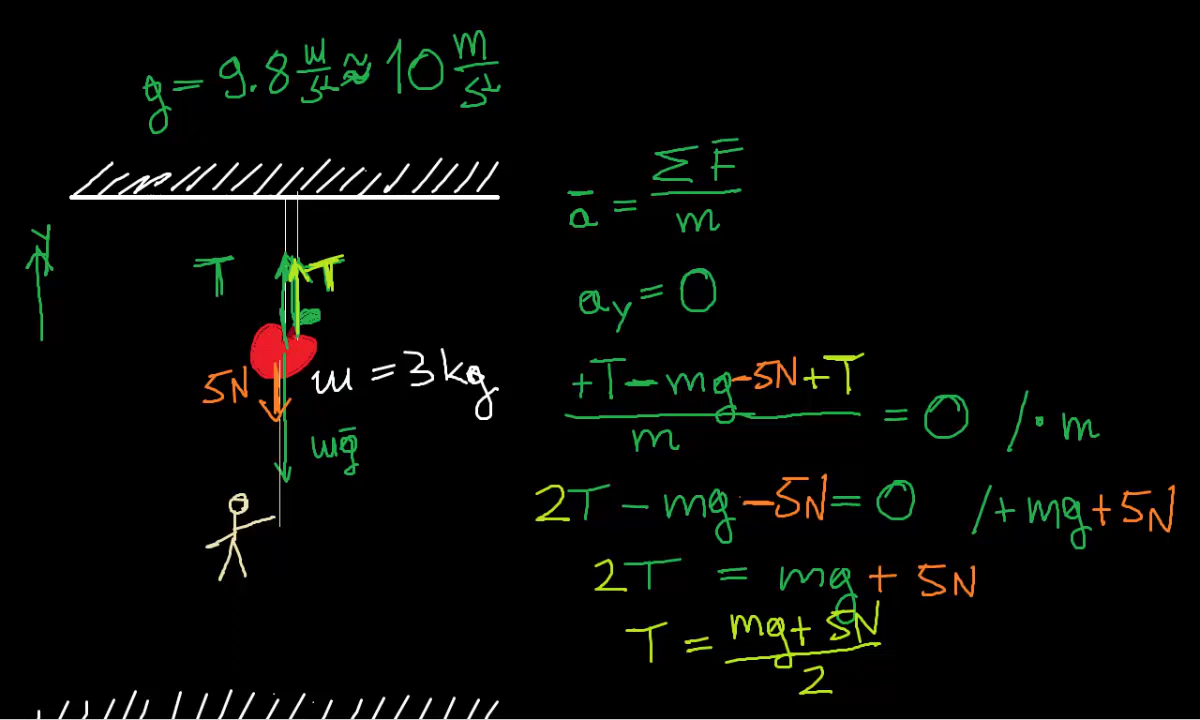 g = 9.8 m/s² ≈ 10 m/s²
ā = ΣF̄/m
y
T T
a_y = 0
5N m = 3kg
(+T - mg - 5N + T)/m = 0 /· m
mḡ
2T - mg - 5N = 0 /+ mg + 5N
2T = mg + 5N
T = (mg + 5N)/2